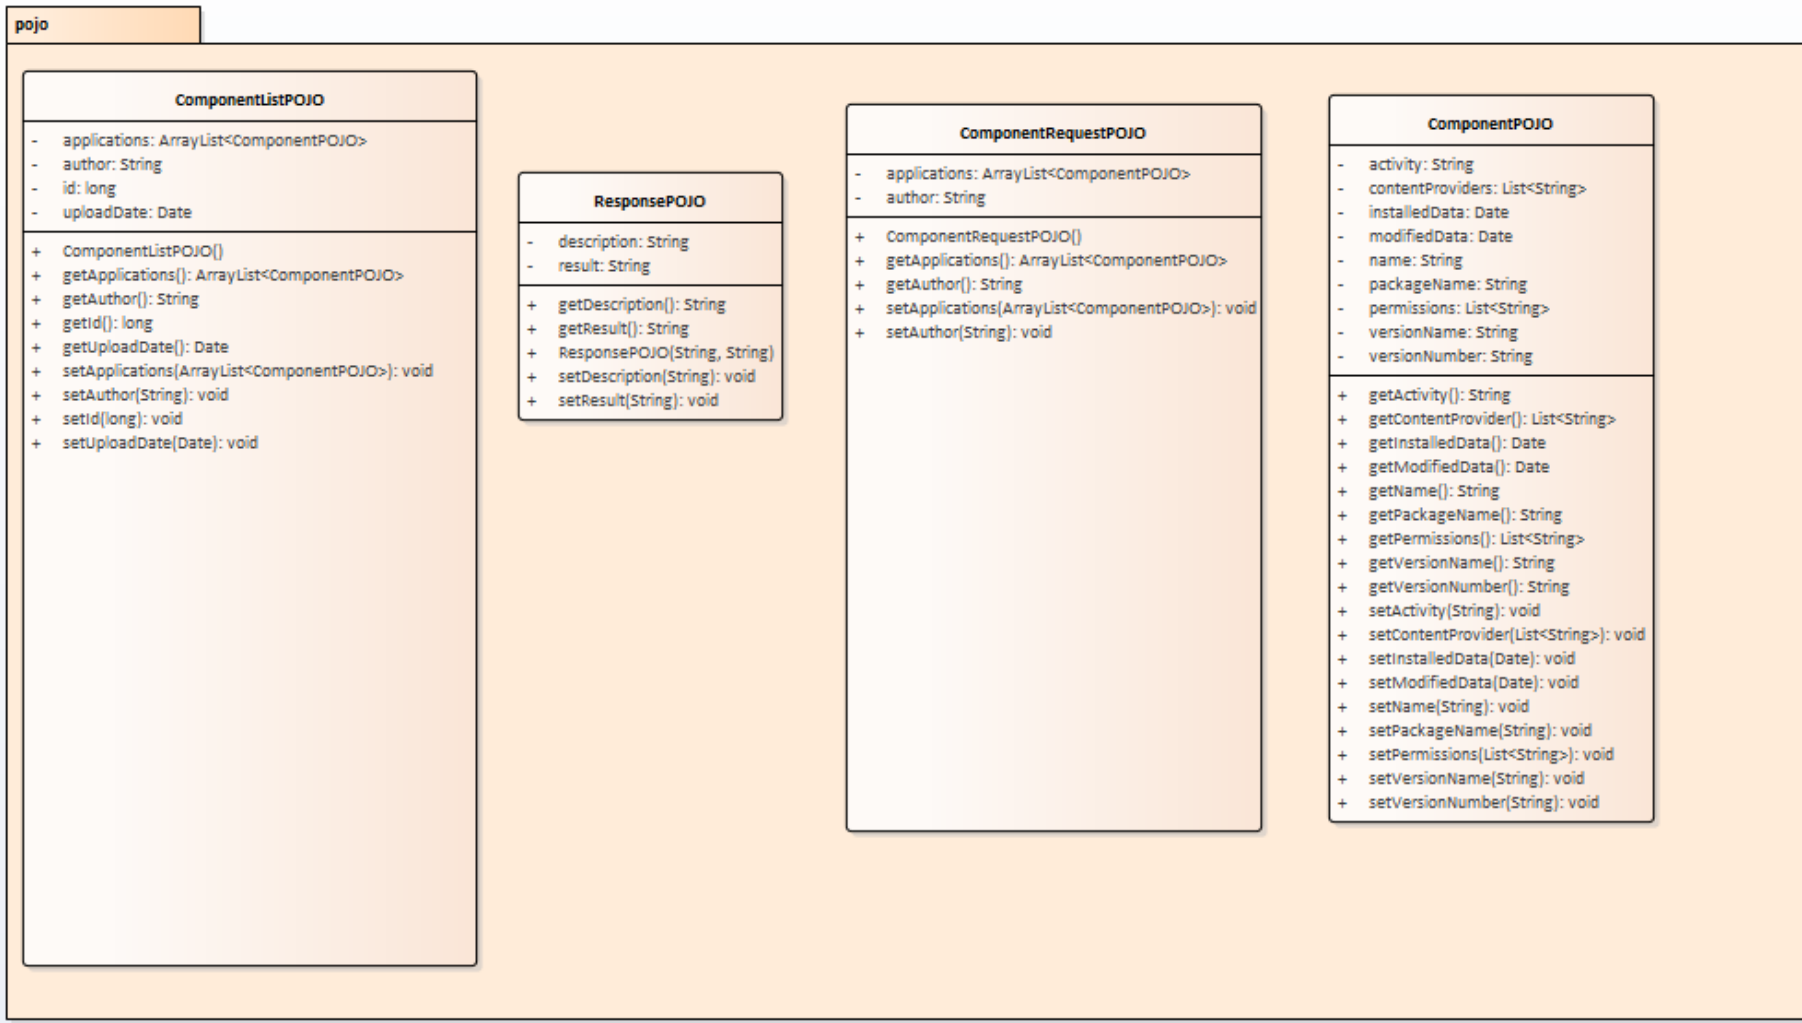 pojo
ComponentListPOJO
- applications: ArrayList<ComponentPOJO>
- author: String
- id: long
- uploadDate: Date
+ ComponentListPOJO()
+ getApplications(): ArrayList<ComponentPOJO>
+ getAuthor(): String
+ getId(): long
+ getUploadDate(): Date
+ setApplications(ArrayList<ComponentPOJO>): void
+ setAuthor(String): void
+ setId(long): void
+ setUploadDate(Date): void
ResponsePOJO
- description: String
- result: String
+ getDescription(): String
+ getResult(): String
+ ResponsePOJO(String, String)
+ setDescription(String): void
+ setResult(String): void
ComponentRequestPOJO
- applications: ArrayList<ComponentPOJO>
- author: String
+ ComponentRequestPOJO()
+ getApplications(): ArrayList<ComponentPOJO>
+ getAuthor(): String
+ setApplications(ArrayList<ComponentPOJO>): void
+ setAuthor(String): void
ComponentPOJO
- activity: String
- contentProviders: List<String>
- installedData: Date
- modifiedData: Date
- name: String
- packageName: String
- permissions: List<String>
- versionName: String
- versionNumber: String
+ getActivity(): String
+ getContentProvider(): List<String>
+ getInstalledData(): Date
+ getModifiedData(): Date
+ getName(): String
+ getPackageName(): String
+ getPermissions(): List<String>
+ getVersionName(): String
+ getVersionNumber(): String
+ setActivity(String): void
+ setContentProvider(List<String>): void
+ setInstalledData(Date): void
+ setModifiedData(Date): void
+ setName(String): void
+ setPackageName(String): void
+ setPermissions(List<String>): void
+ setVersionName(String): void
+ setVersionNumber(String): void